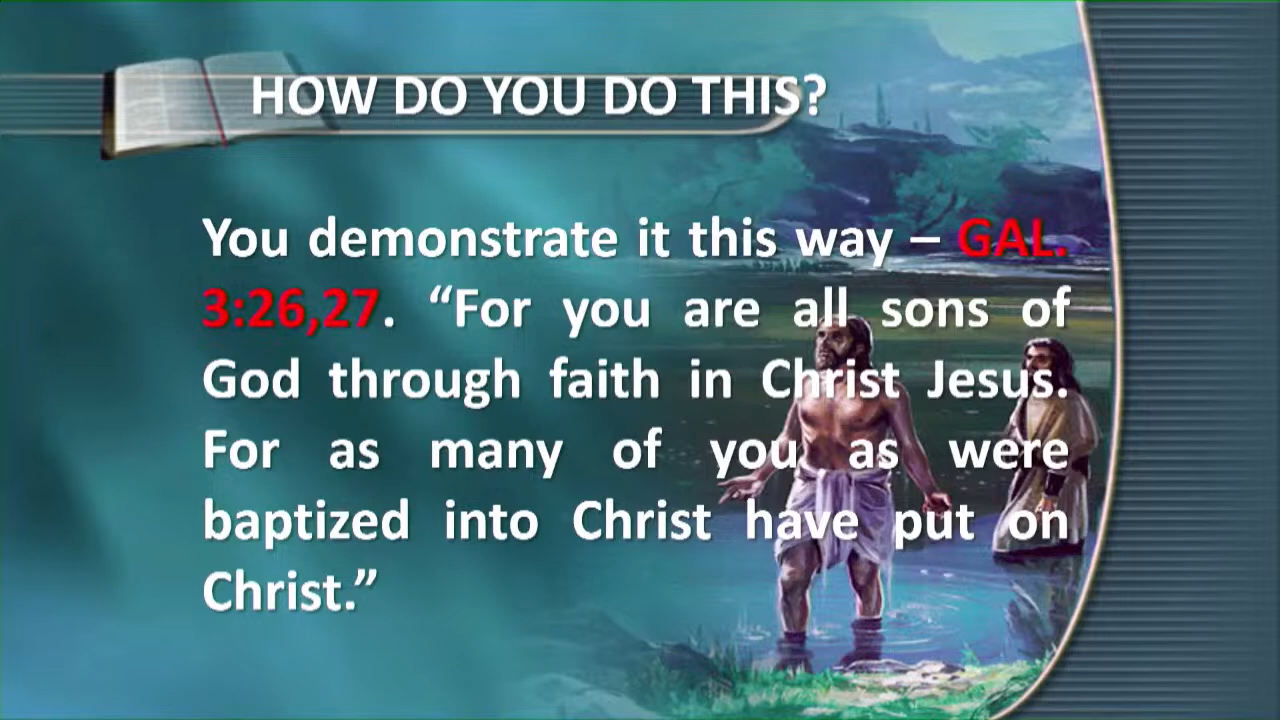 HOW DO YOU DO THIS?
You demonstrate it this way – GAL.
3:26,27. “For you are all sons of
God through faith in Christ Jesus.
For as many of you as were
baptized into Christ have put on
Christ.”